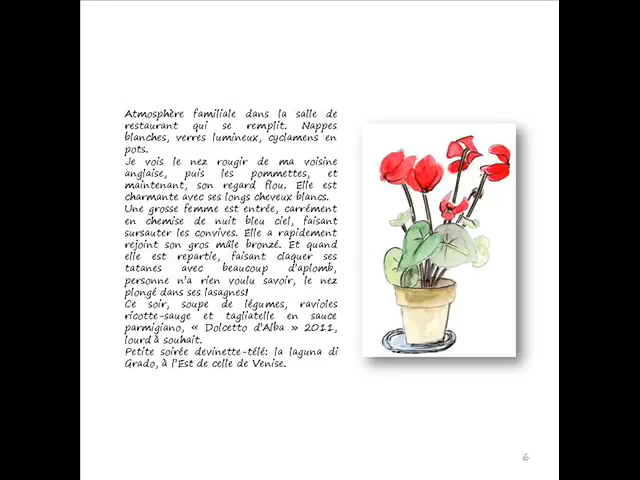 Atmosphère familiale dans la salle de
restaurant qui se remplit. Nappes
blanches, verres lumineux, cyclamens en
pots.
Je vois le nez rougir de ma voisine
anglaise, puis les pommettes, et
maintenant, son regard flou. Elle est
charmante avec ses longs cheveux blancs.
Une grosse femme est entrée, carrément
en chemise de nuit bleu ciel, faisant
sursauter les convives. Elle a rapidement
rejoint son gros mâle bronzé. Et quand
elle est repartie, faisant claquer ses
tatanes avec beaucoup d'aplomb,
personne n'a rien voulu savoir, le nez
plongé dans ses lasagnes!
Ce soir, soupe de légumes, ravioles
ricotte-sauge et tagliatelle en sauce
parmigiano, « Dolcetto d'Alba » 2011,
lourd à souhait.
Petite soirée devinette-télé: la laguna di
Grado, à l'Est de celle de Venise.
6